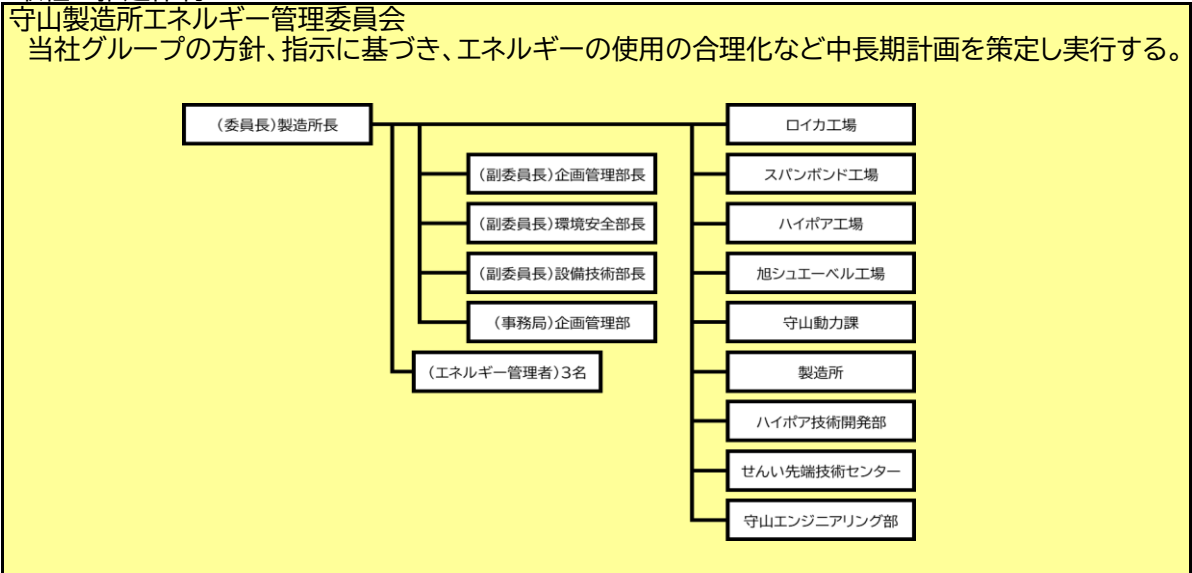 守山製造所エネルギー管理委員会
当社グループの方針、指示に基づき、エネルギーの使用の合理化など中長期計画を策定し実行する。
(委員長)製造所長
(副委員長)企画管理部長
(副委員長)環境安全部長
(副委員長)設備技術部長
(事務局)企画管理部
(エネルギー管理者)3名
ロイカ工場
スパンボンド工場
ハイポア工場
旭シュエーベル工場
守山動力課
製造所
ハイポア技術開発部
せんい先端技術センター
守山エンジニアリング部